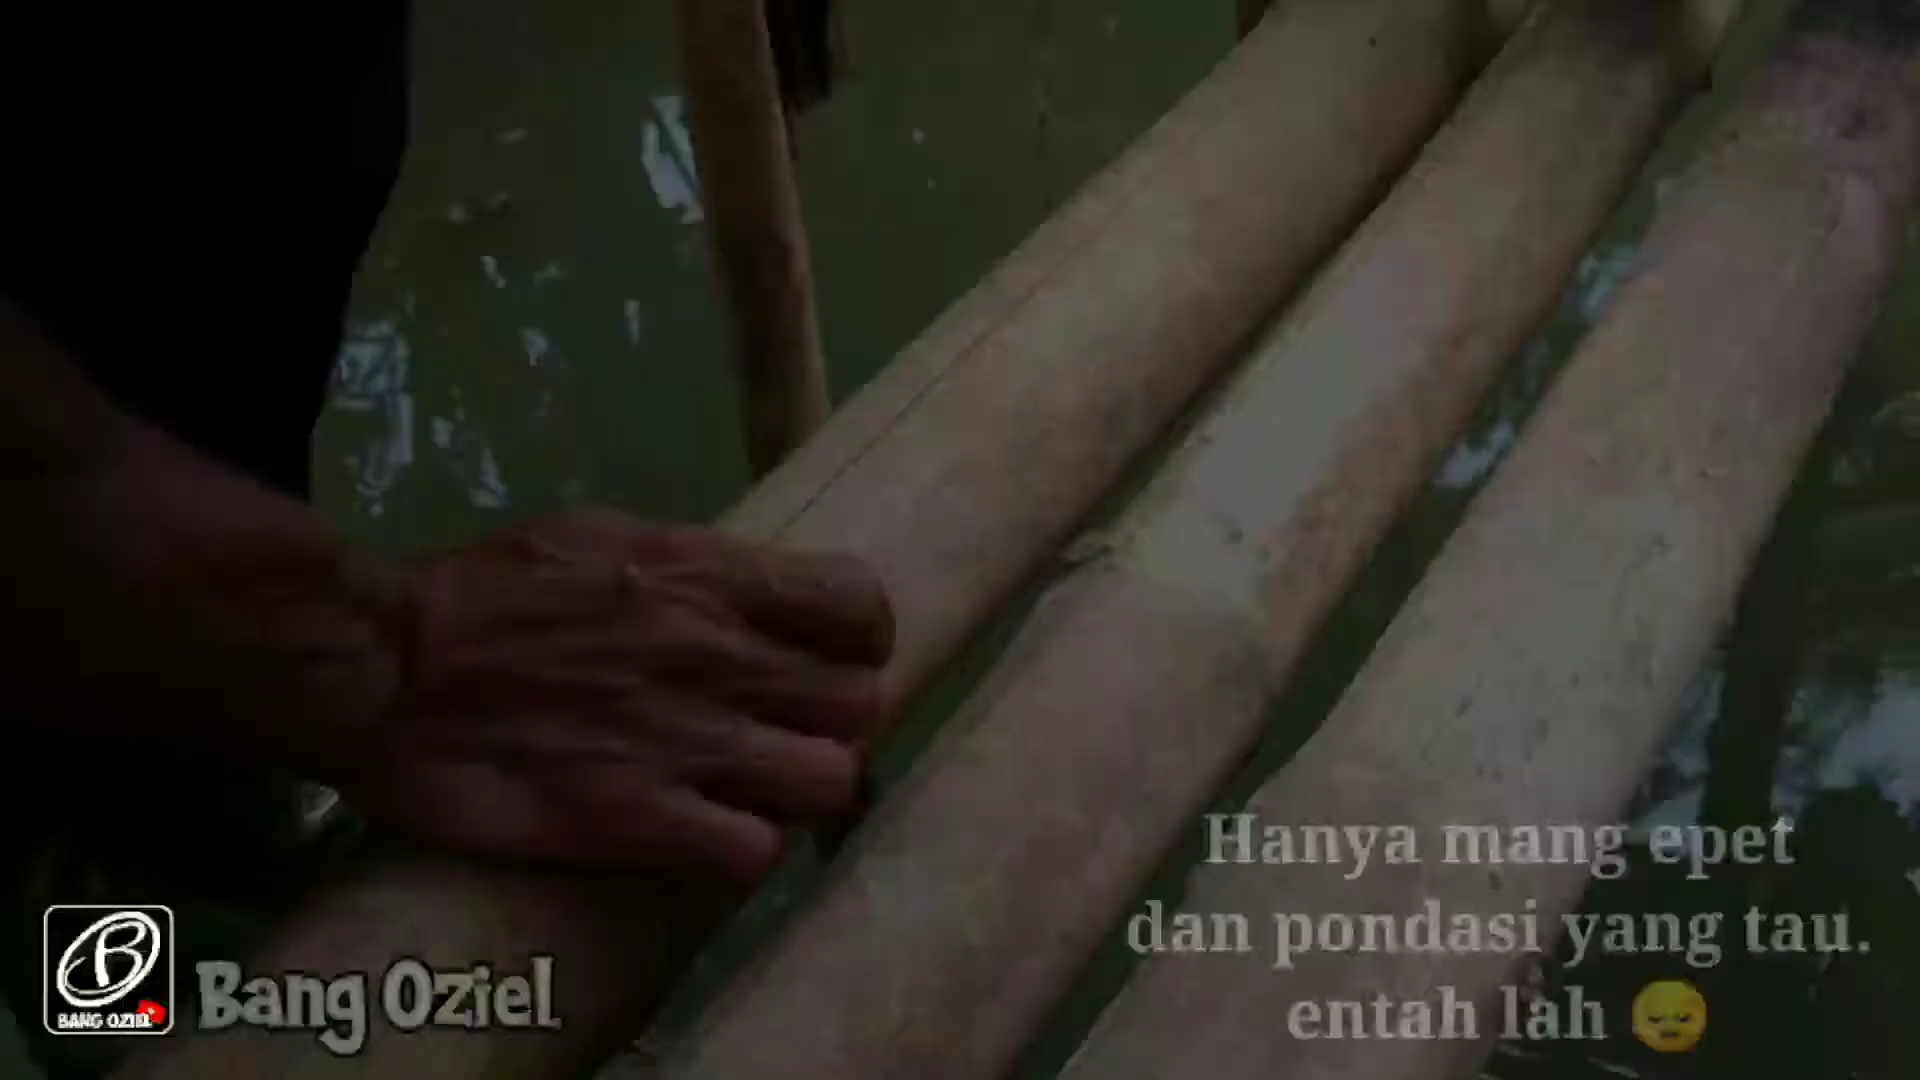 Hanya mang epet
dan pondasi yang tau.
entah lah 😔
BANG OZIEL
Bang Oziel